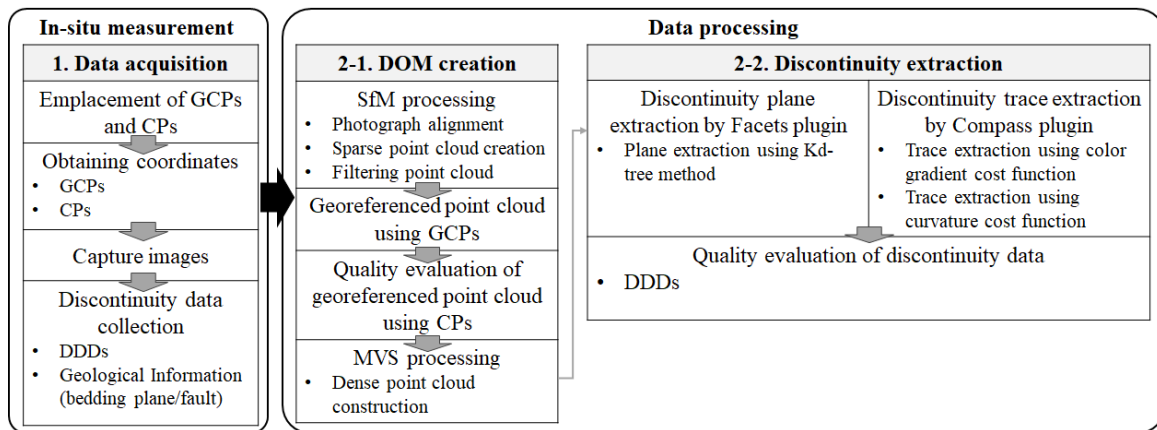 In-situ measurement
1. Data acquisition
Emplacement of GCPs
and CPs
Obtaining coordinates
• GCPs
• CPs
Capture images
Discontinuity data
collection
• DDDs
• Geological Information
(bedding plane/fault)
Data processing
2-1. DOM creation
SfM processing
• Photograph alignment
• Sparse point cloud creation
• Filtering point cloud
Georeferenced point cloud
using GCPs
Quality evaluation of
georeferenced point cloud
using CPs
MVS processing
• Dense point cloud
construction
2-2. Discontinuity extraction
Discontinuity plane
extraction by Facets plugin
• Plane extraction using Kd-
tree method
Discontinuity trace extraction
by Compass plugin
• Trace extraction using color
gradient cost function
• Trace extraction using
curvature cost function
Quality evaluation of discontinuity data
• DDDs